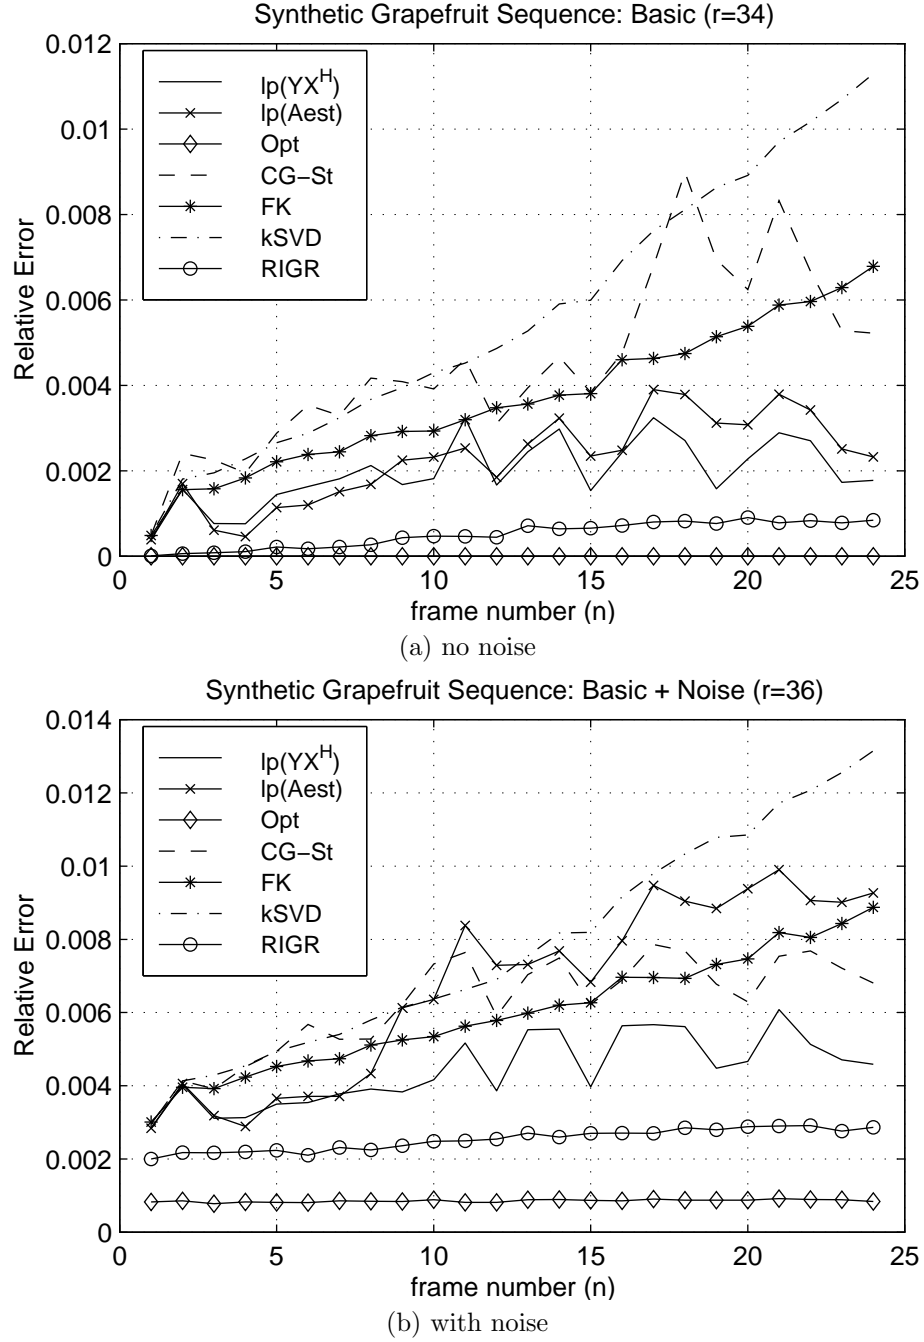 Synthetic Grapefruit Sequence: Basic (r=34)
0.012
0.01
0.008
0.006
0.004
0.002
0
Relative Error
lp(YX^H)
lp(Aest)
Opt
CG−St
FK
kSVD
RIGR
0 5 10 15 20 25
frame number (n)
(a) no noise
Synthetic Grapefruit Sequence: Basic + Noise (r=36)
0.014
0.012
0.01
0.008
0.006
0.004
0.002
0
Relative Error
lp(YX^H)
lp(Aest)
Opt
CG−St
FK
kSVD
RIGR
0 5 10 15 20 25
frame number (n)
(b) with noise